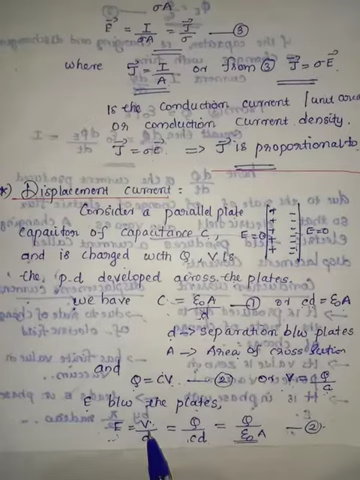 σA
E⃗ = I/σA = J⃗/σ —③
where J⃗ = I/A or from ③ J⃗ = σE⃗
Is the conduction current / unit area
or conduction current density.
J⃗ = σE⃗ ⇒ J⃗ is proportional to
*) Displacement current :-
Consider a parallel plate
capacitor of capacitance C
E=0 + - E=0
and is charged with Q, V is
the p.d developed across the plates.
we have C = ε₀A/d —① or cd = ε₀A
d → separation b/w plates
A → Area of cross
and
Q = CV —② or V = Q/C
E b/w the plates,
E = V/d = Q/cd = Q/ε₀A —②